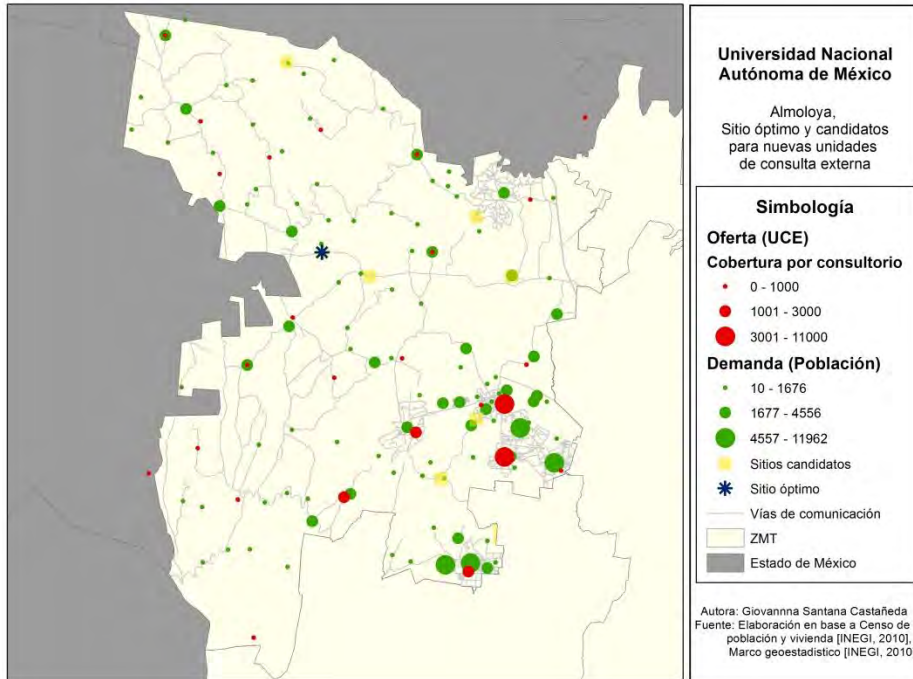 Universidad Nacional
Autónoma de México
Almoloya,
Sitio óptimo y candidatos
para nuevas unidades
de consulta externa
Simbología
Oferta (UCE)
Cobertura por consultorio
0 - 1000
1001 - 3000
3001 - 11000
Demanda (Población)
10 - 1676
1677 - 4556
4557 - 11962
Sitios candidatos
Sitio óptimo
Vías de comunicación
ZMT
Estado de México
Autora: Giovannna Santana Castañeda
Fuente: Elaboración en base a Censo de
población y vivienda [INEGI, 2010],
Marco geoestadistico [INEGI, 2010